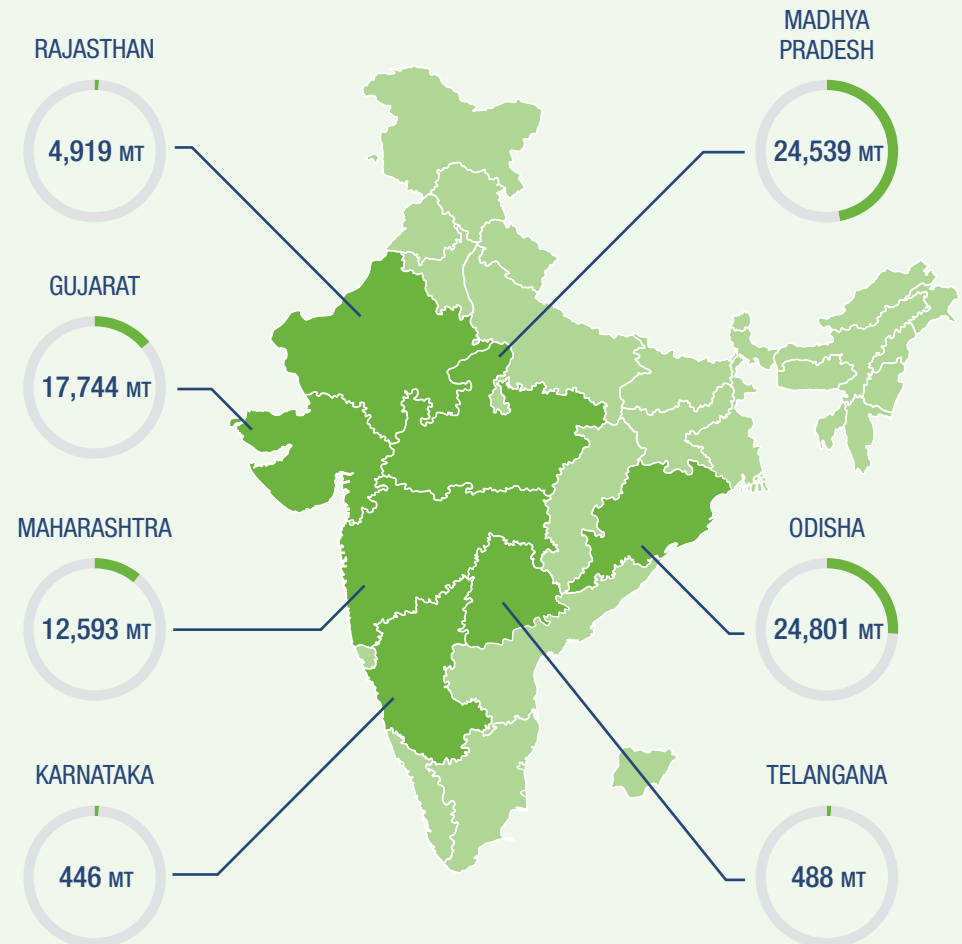 RAJASTHAN
4,919 MT
GUJARAT
17,744 MT
MAHARASHTRA
12,593 MT
KARNATAKA
446 MT
MADHYA
PRADESH
24,539 MT
ODISHA
24,801 MT
TELANGANA
488 MT